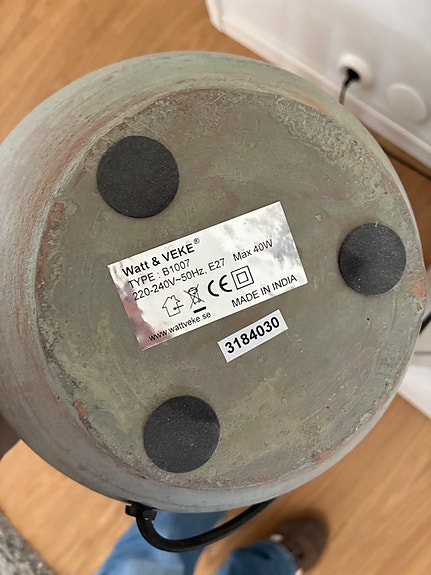 Watt & VEKE®
TYPE : B1007
220-240V~50Hz, E27 Max 40W
CE
MADE IN INDIA
www.wattveke.se
3184030